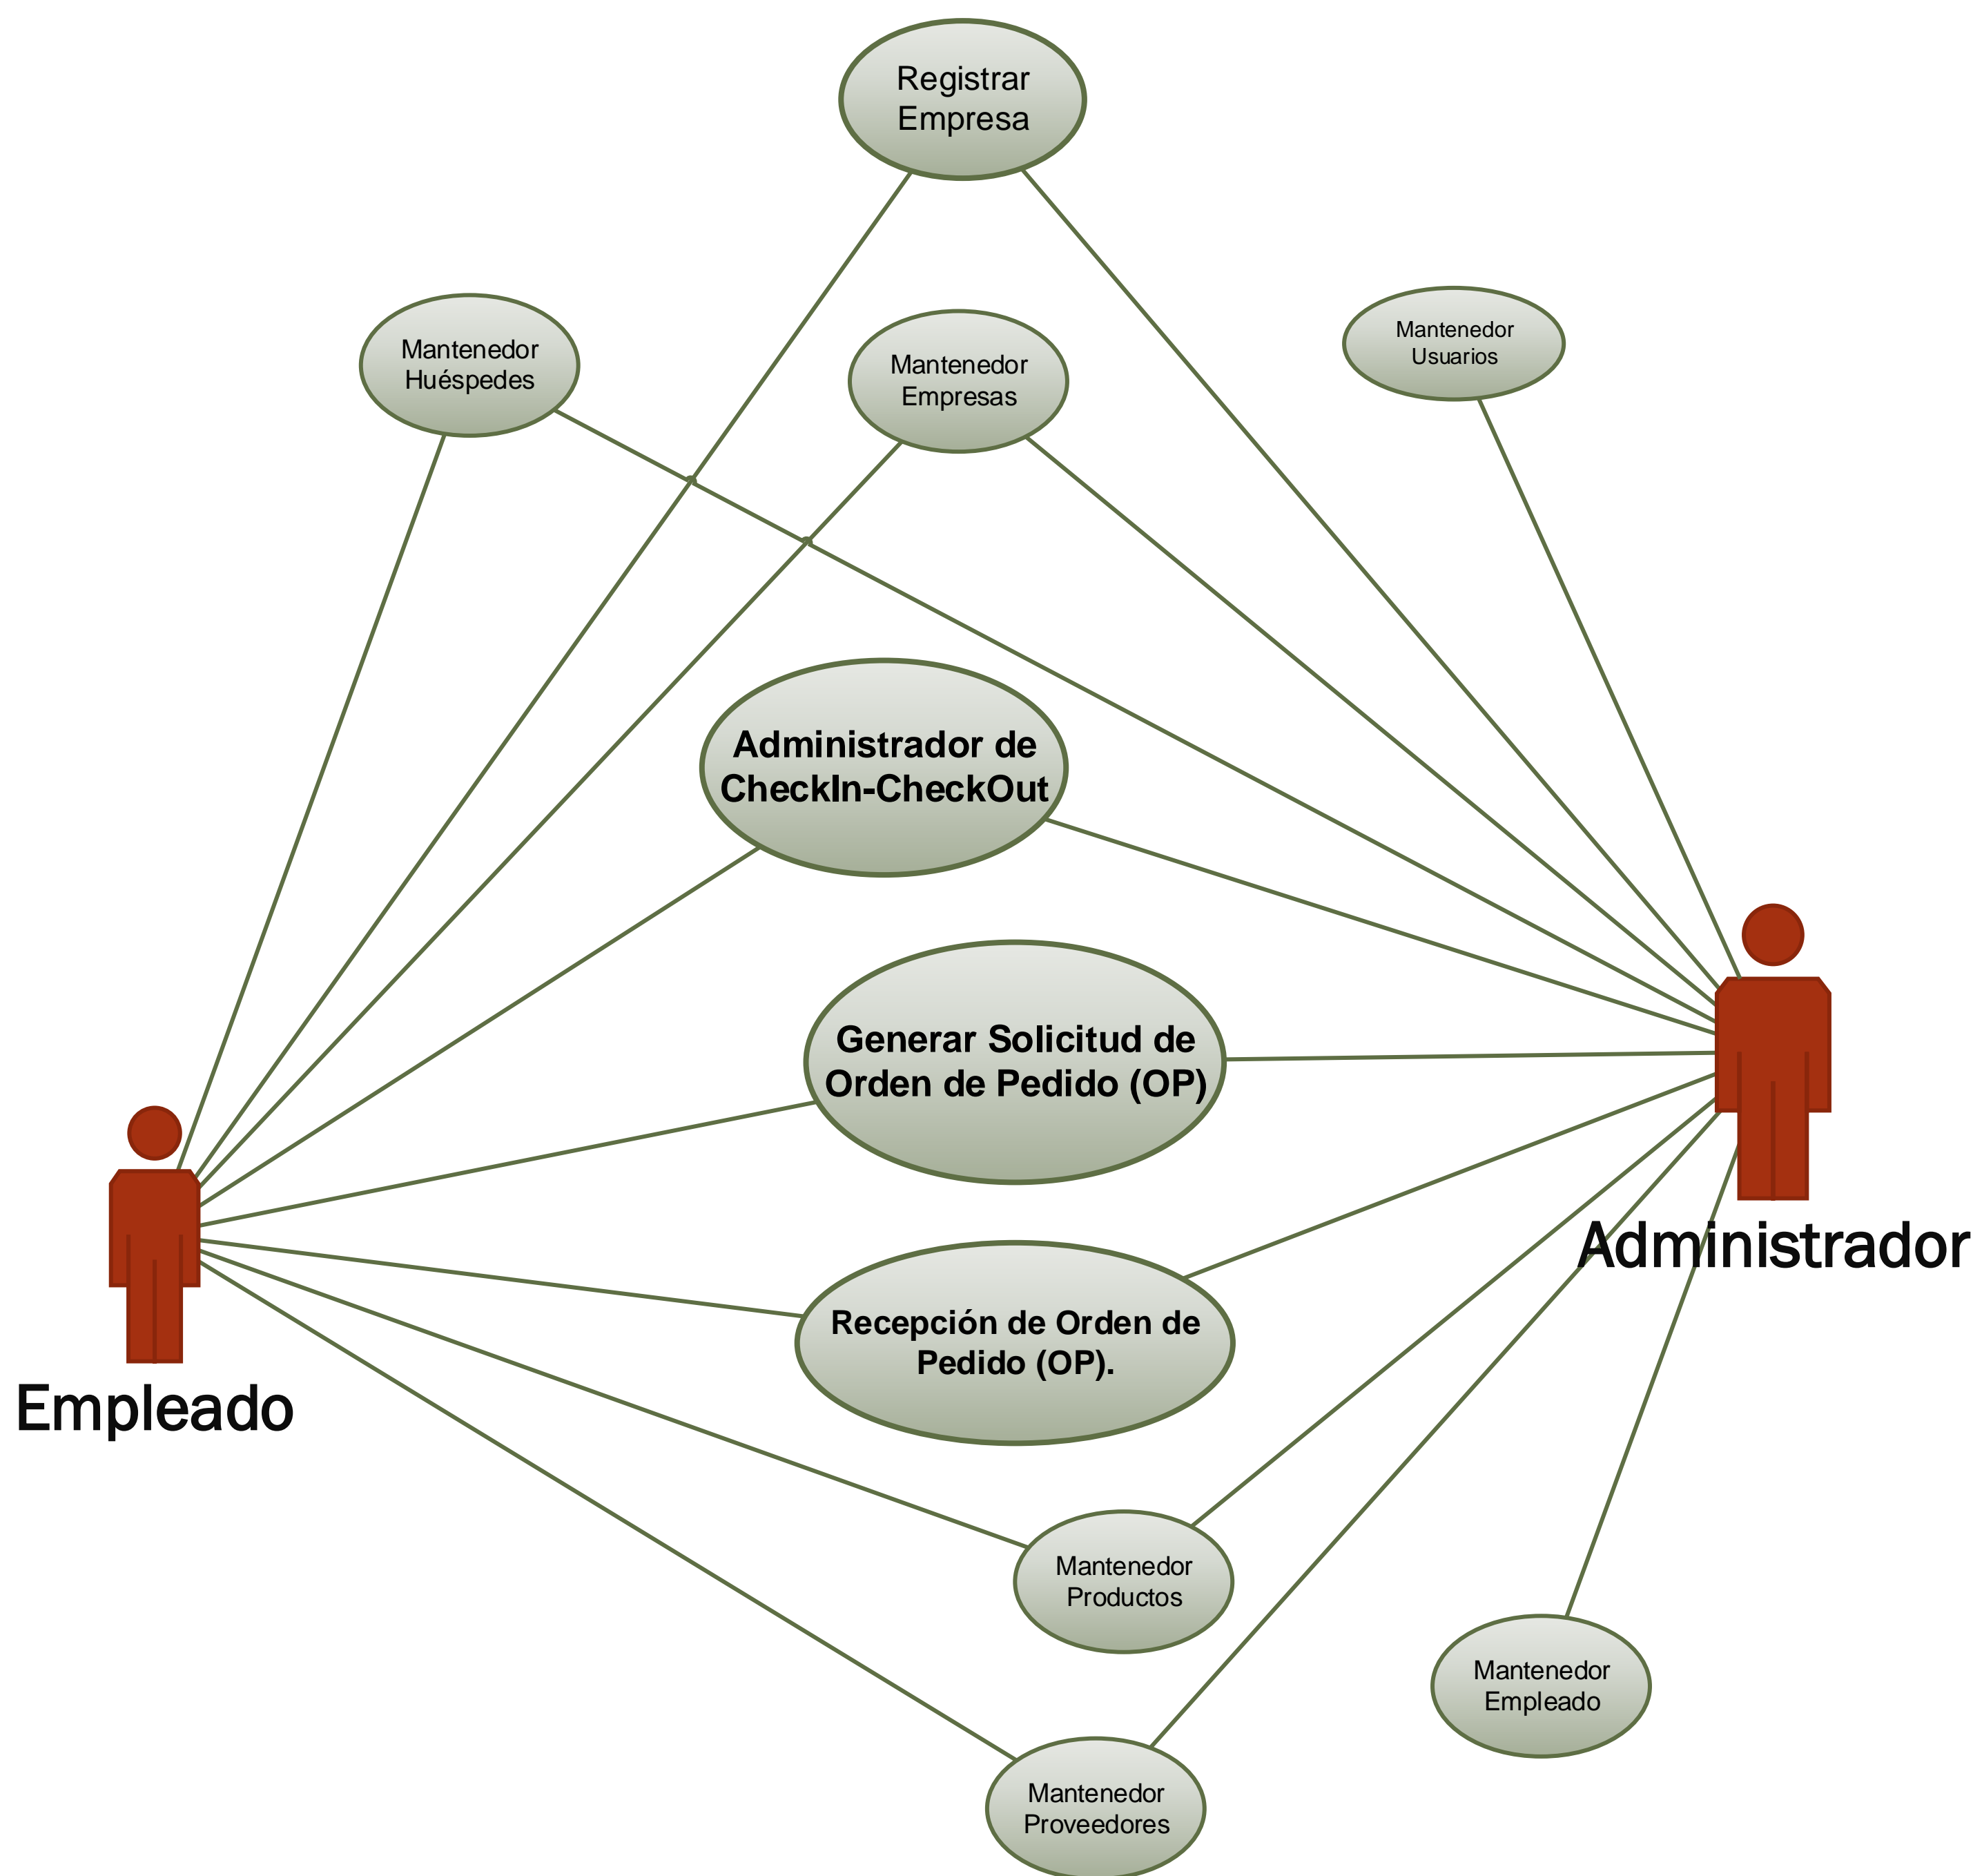 Registrar
Empresa
Mantenedor
Huéspedes
Mantenedor
Empresas
Mantenedor
Usuarios
Administrador de
CheckIn-CheckOut
Generar Solicitud de
Orden de Pedido (OP)
Administrador
Recepción de Orden de
Pedido (OP).
Empleado
Mantenedor
Productos
Mantenedor
Empleado
Mantenedor
Proveedores